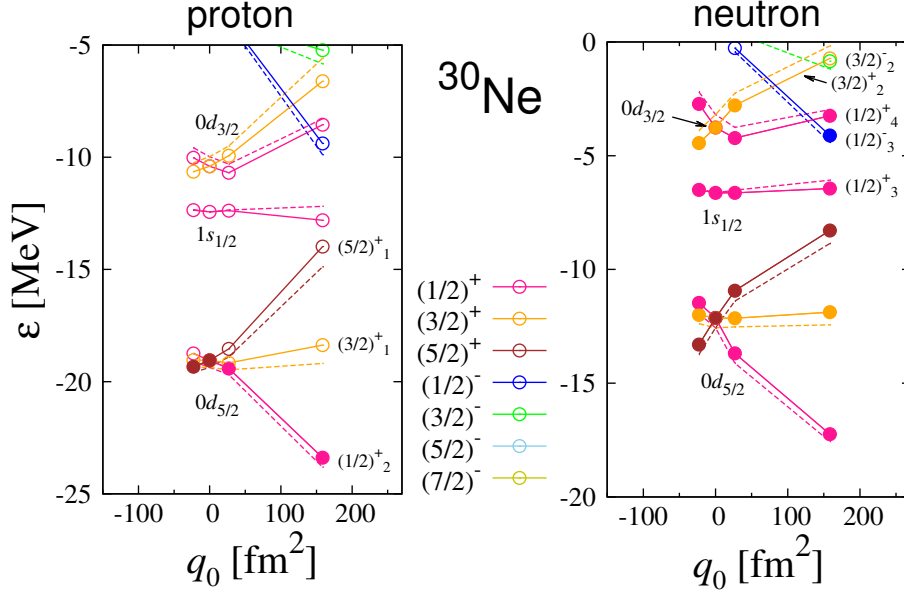 proton
neutron
³⁰Ne
ε [MeV]
-5
-10
-15
-20
-25
-100
0
100
200
q₀ [fm²]
0d₃/₂
1s₁/₂
0d₅/₂
(5/2)⁺₁
(3/2)⁺₁
(1/2)⁺₂
(1/2)⁺
(3/2)⁺
(5/2)⁺
(1/2)⁻
(3/2)⁻
(5/2)⁻
(7/2)⁻
0
-5
-10
-15
-20
-100
0
100
200
q₀ [fm²]
0d₃/₂
1s₁/₂
0d₅/₂
(3/2)⁻₂
(3/2)⁺₂
(1/2)⁺₄
(1/2)⁻₃
(1/2)⁺₃